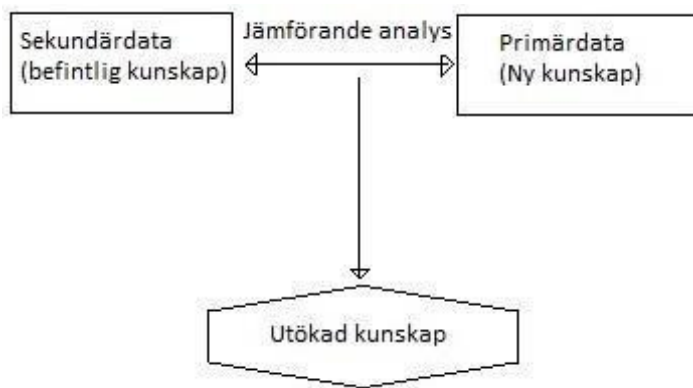 Sekundärdata
(befintlig kunskap)
Jämförande analys
Primärdata
(Ny kunskap)
Utökad kunskap